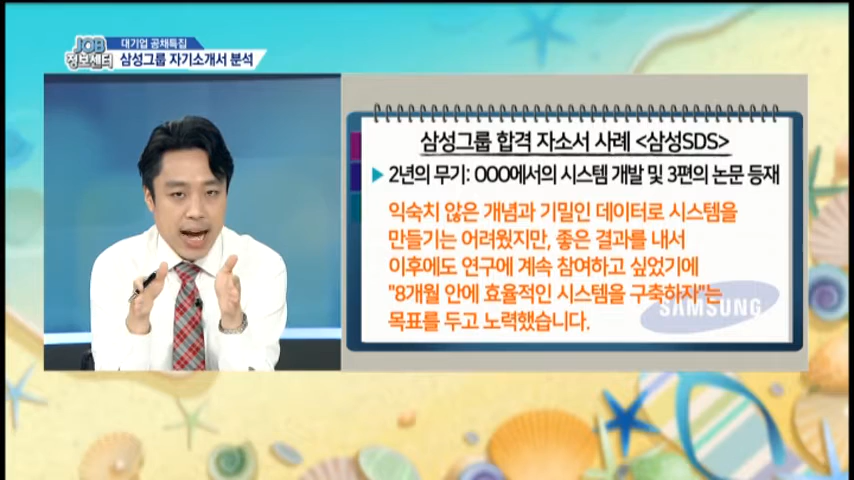 JOB
정보센터
대기업 공채특집
삼성그룹 자기소개서 분석
삼성그룹 합격 자소서 사례 <삼성SDS>
▶ 2년의 무기: OOO에서의 시스템 개발 및 3편의 논문 등재
익숙치 않은 개념과 기밀인 데이터로 시스템을
만들기는 어려웠지만, 좋은 결과를 내서
이후에도 연구에 계속 참여하고 싶었기에
"8개월 안에 효율적인 시스템을 구축하자"는
목표를 두고 노력했습니다.
SAMSUNG